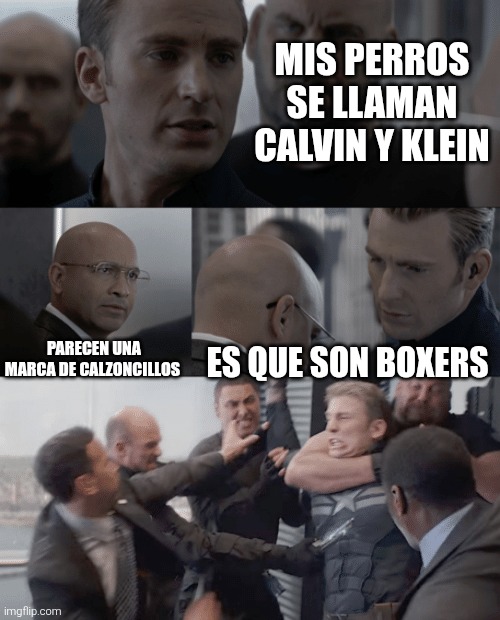 MIS PERROS
SE LLAMAN
CALVIN Y KLEIN
PARECEN UNA
MARCA DE CALZONCILLOS
ES QUE SON BOXERS
imgflip.com